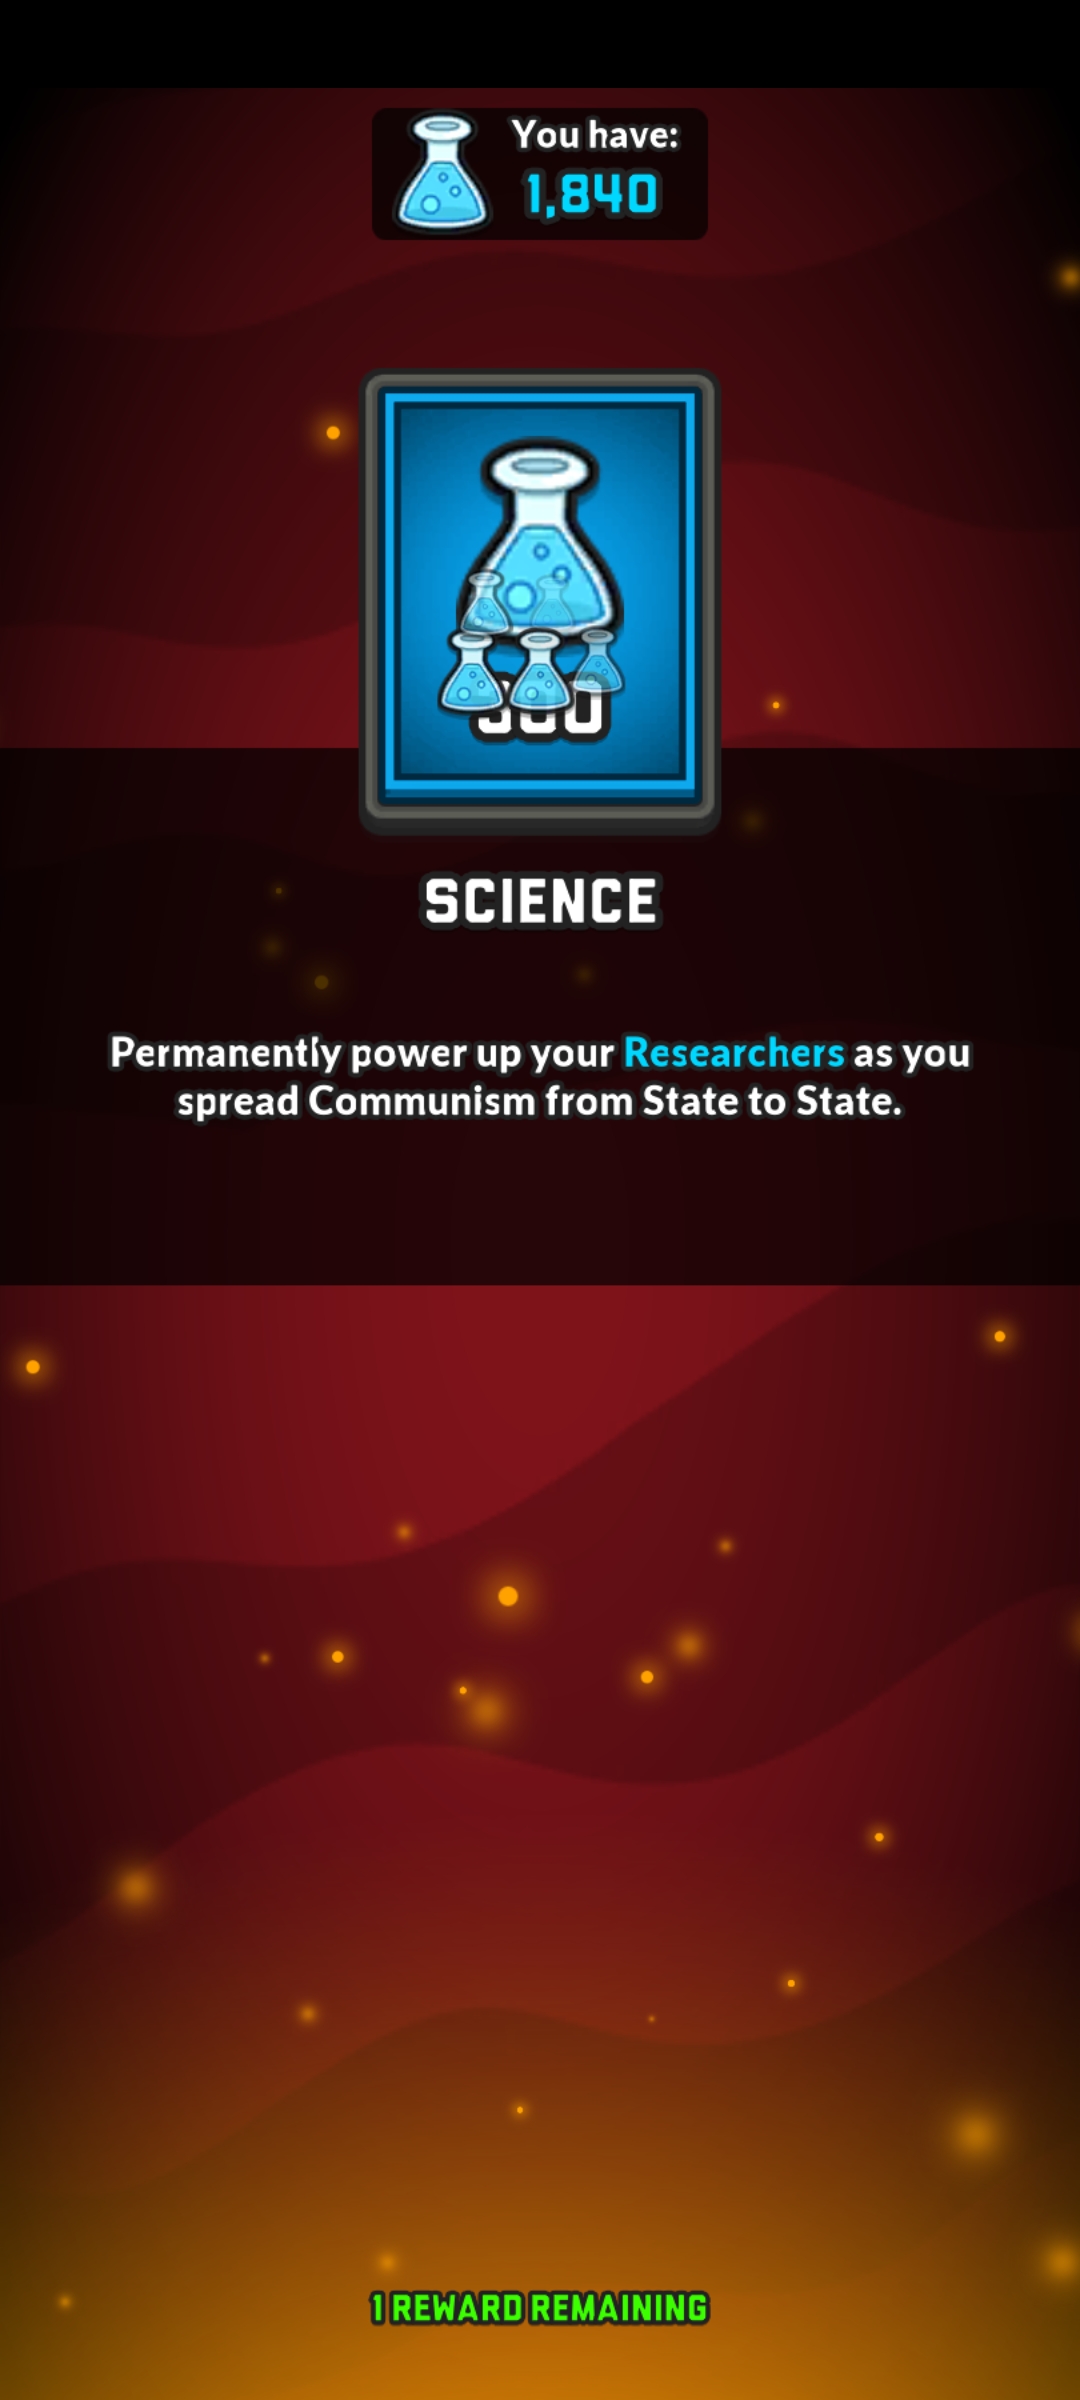 You have:
1,840
SCIENCE
Permanently power up your Researchers as you
spread Communism from State to State.
1 REWARD REMAINING